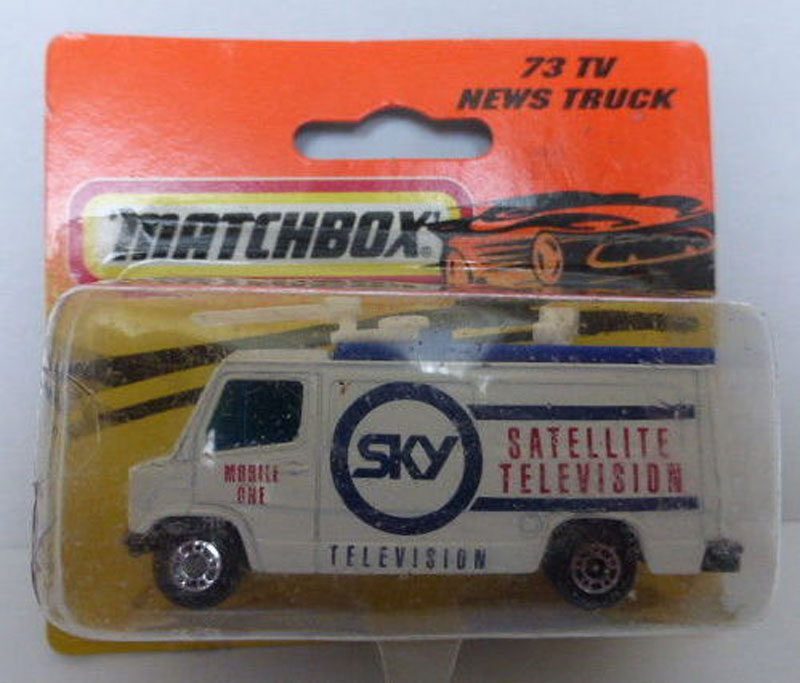 73 TV
NEWS TRUCK
MATCHBOX®
SKY
SATELLITE
TELEVISION
MOBILE
ONE
TELEVISION